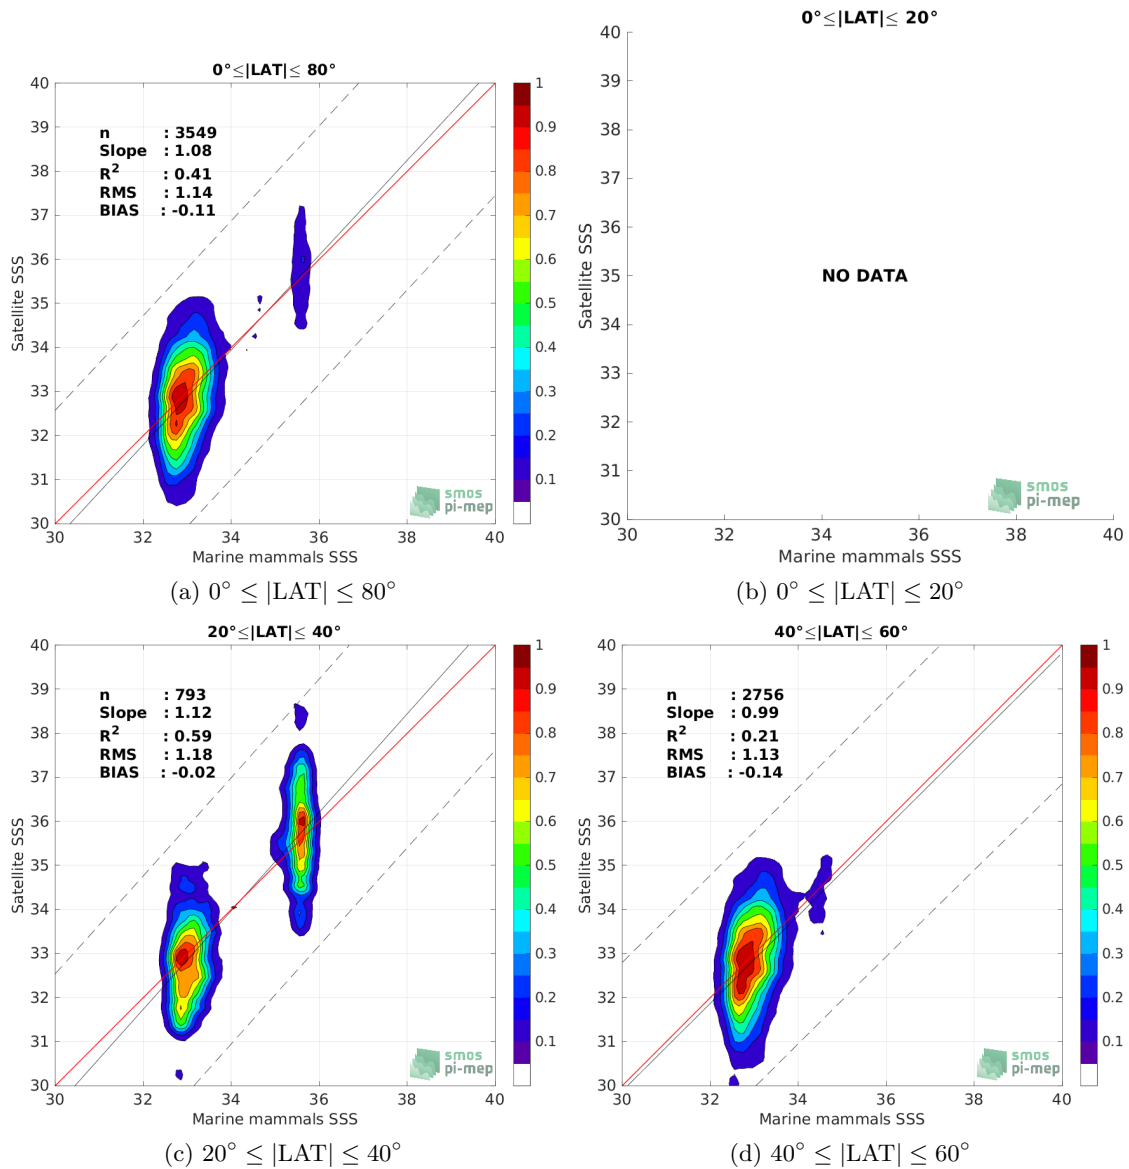 0°≤|LAT|≤ 80°
n : 3549
Slope : 1.08
R² : 0.41
RMS : 1.14
BIAS : -0.11
40
39
38
37
36
35
34
33
32
31
30
Satellite SSS
30 32 34 36 38 40
Marine mammals SSS
1
0.9
0.8
0.7
0.6
0.5
0.4
0.3
0.2
0.1
smos
pi-mep
(a) 0° ≤ |LAT| ≤ 80°
0°≤|LAT|≤ 20°
40
39
38
37
36
35
34
33
32
31
30
Satellite SSS
NO DATA
30 32 34 36 38 40
Marine mammals SSS
smos
pi-mep
(b) 0° ≤ |LAT| ≤ 20°
20°≤|LAT|≤ 40°
n : 793
Slope : 1.12
R² : 0.59
RMS : 1.18
BIAS : -0.02
40
39
38
37
36
35
34
33
32
31
30
Satellite SSS
30 32 34 36 38 40
Marine mammals SSS
1
0.9
0.8
0.7
0.6
0.5
0.4
0.3
0.2
0.1
smos
pi-mep
(c) 20° ≤ |LAT| ≤ 40°
40°≤|LAT|≤ 60°
n : 2756
Slope : 0.99
R² : 0.21
RMS : 1.13
BIAS : -0.14
40
39
38
37
36
35
34
33
32
31
30
Satellite SSS
30 32 34 36 38 40
Marine mammals SSS
1
0.9
0.8
0.7
0.6
0.5
0.4
0.3
0.2
0.1
smos
pi-mep
(d) 40° ≤ |LAT| ≤ 60°